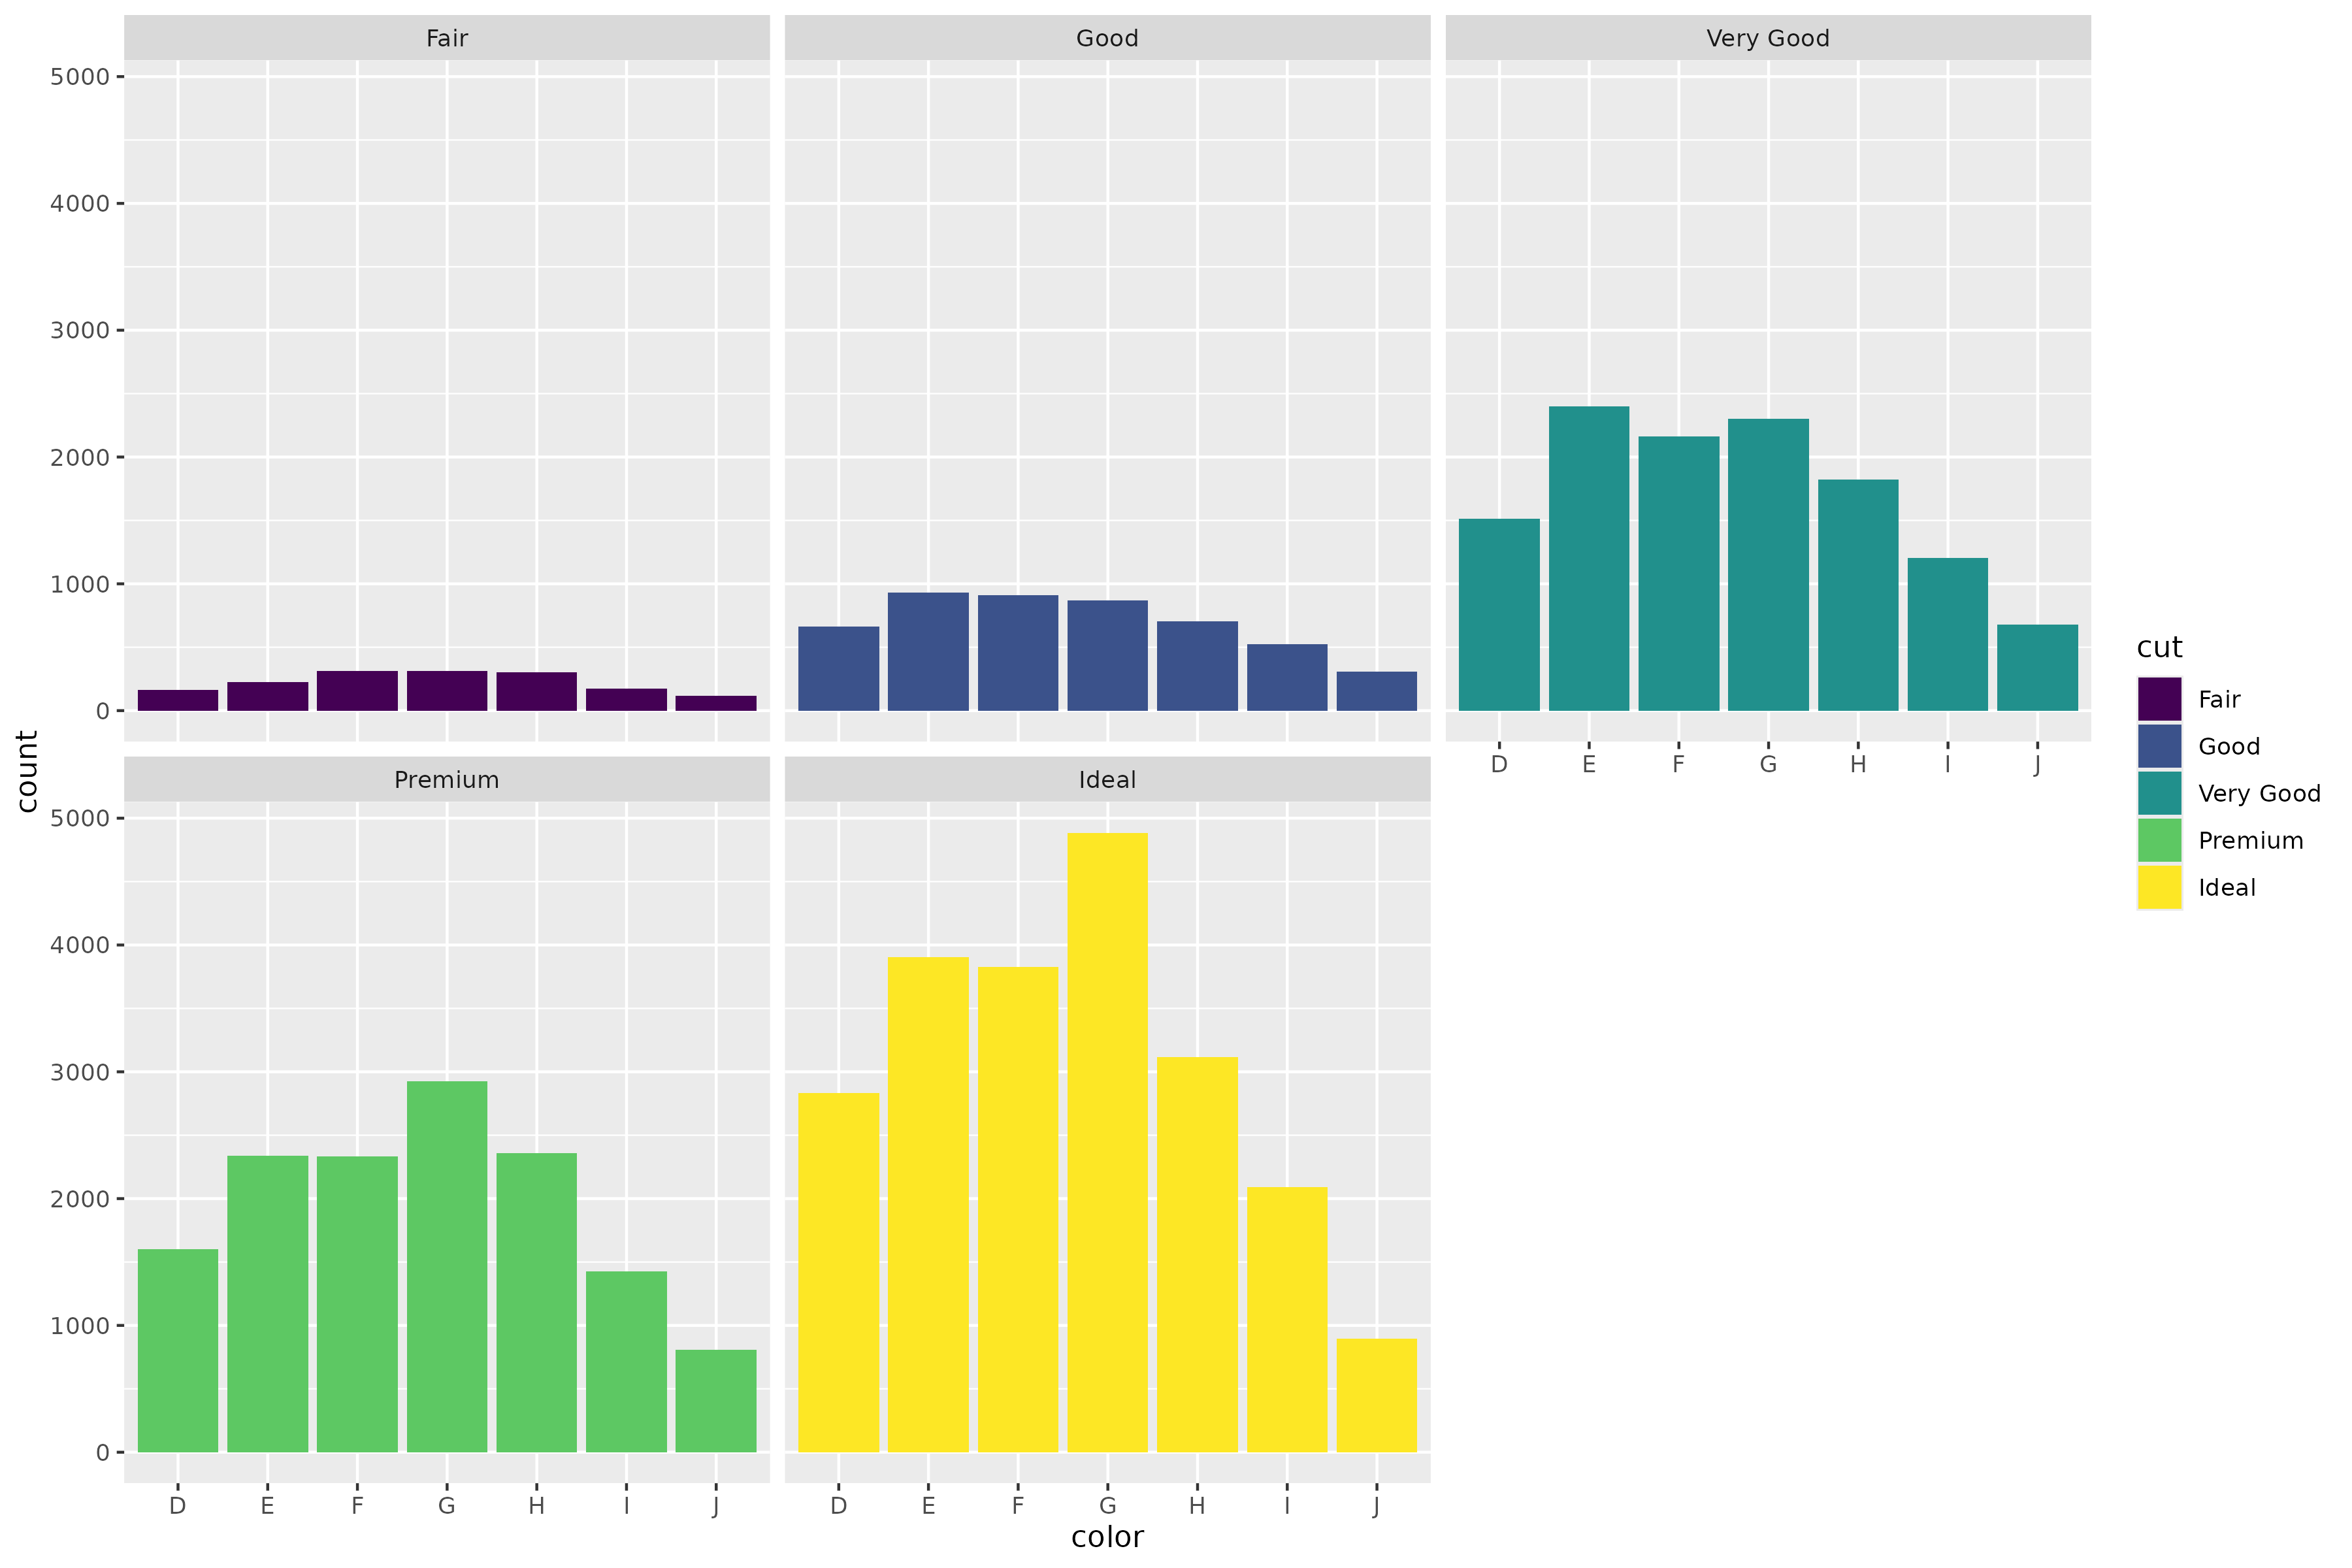 Fair
Good
Very Good
5000
4000
3000
2000
1000
0
D E F G H I J
Premium
Ideal
5000
4000
3000
2000
1000
0
D E F G H I J
D E F G H I J
color
count
cut
Fair
Good
Very Good
Premium
Ideal